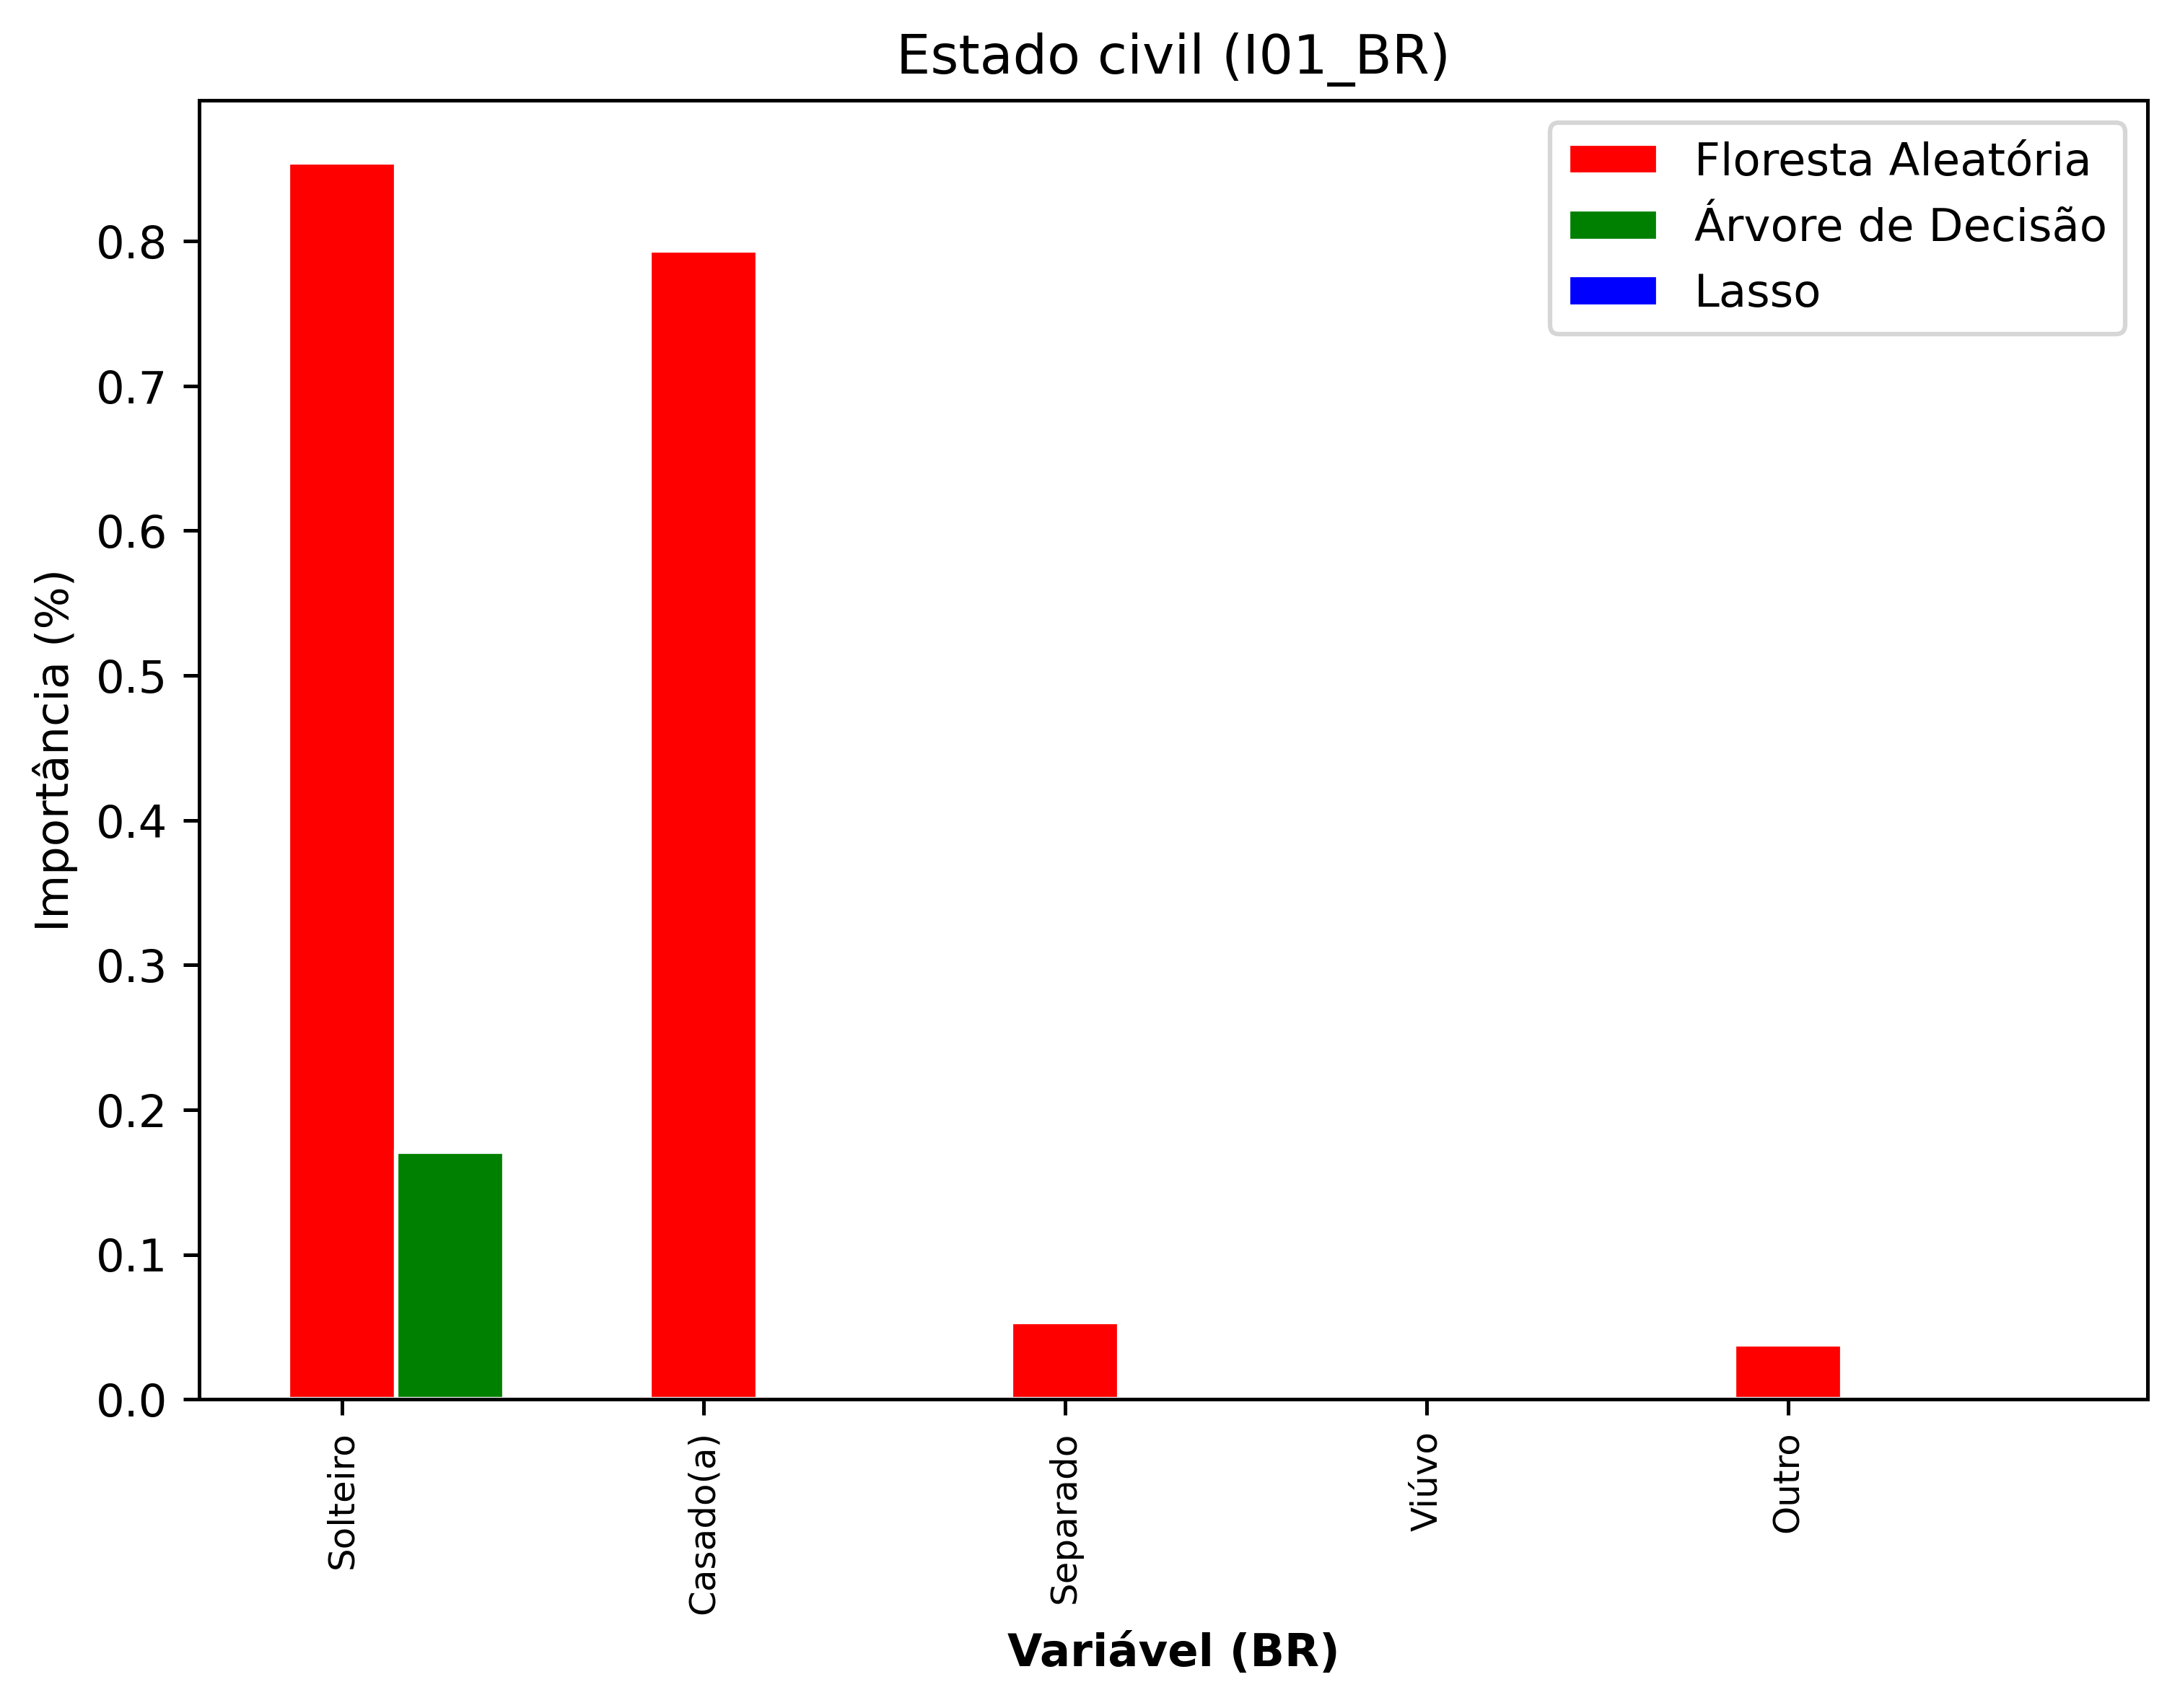 Estado civil (I01_BR)
Floresta Aleatória
Árvore de Decisão
Lasso
Importância (%)
0.8
0.7
0.6
0.5
0.4
0.3
0.2
0.1
0.0
Solteiro
Casado(a)
Separado
Viúvo
Outro
Variável (BR)